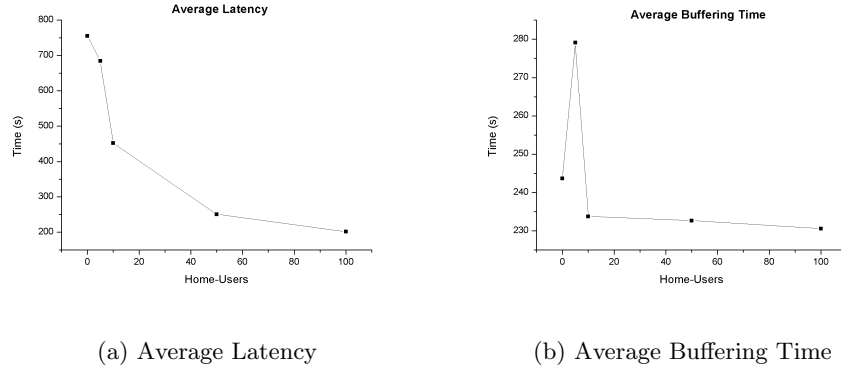 Average Latency
800
700
600
500
400
300
200
Time (s)
0 20 40 60 80 100
Home-Users
(a) Average Latency
Average Buffering Time
280
270
260
250
240
230
Time (s)
0 20 40 60 80 100
Home-Users
(b) Average Buffering Time